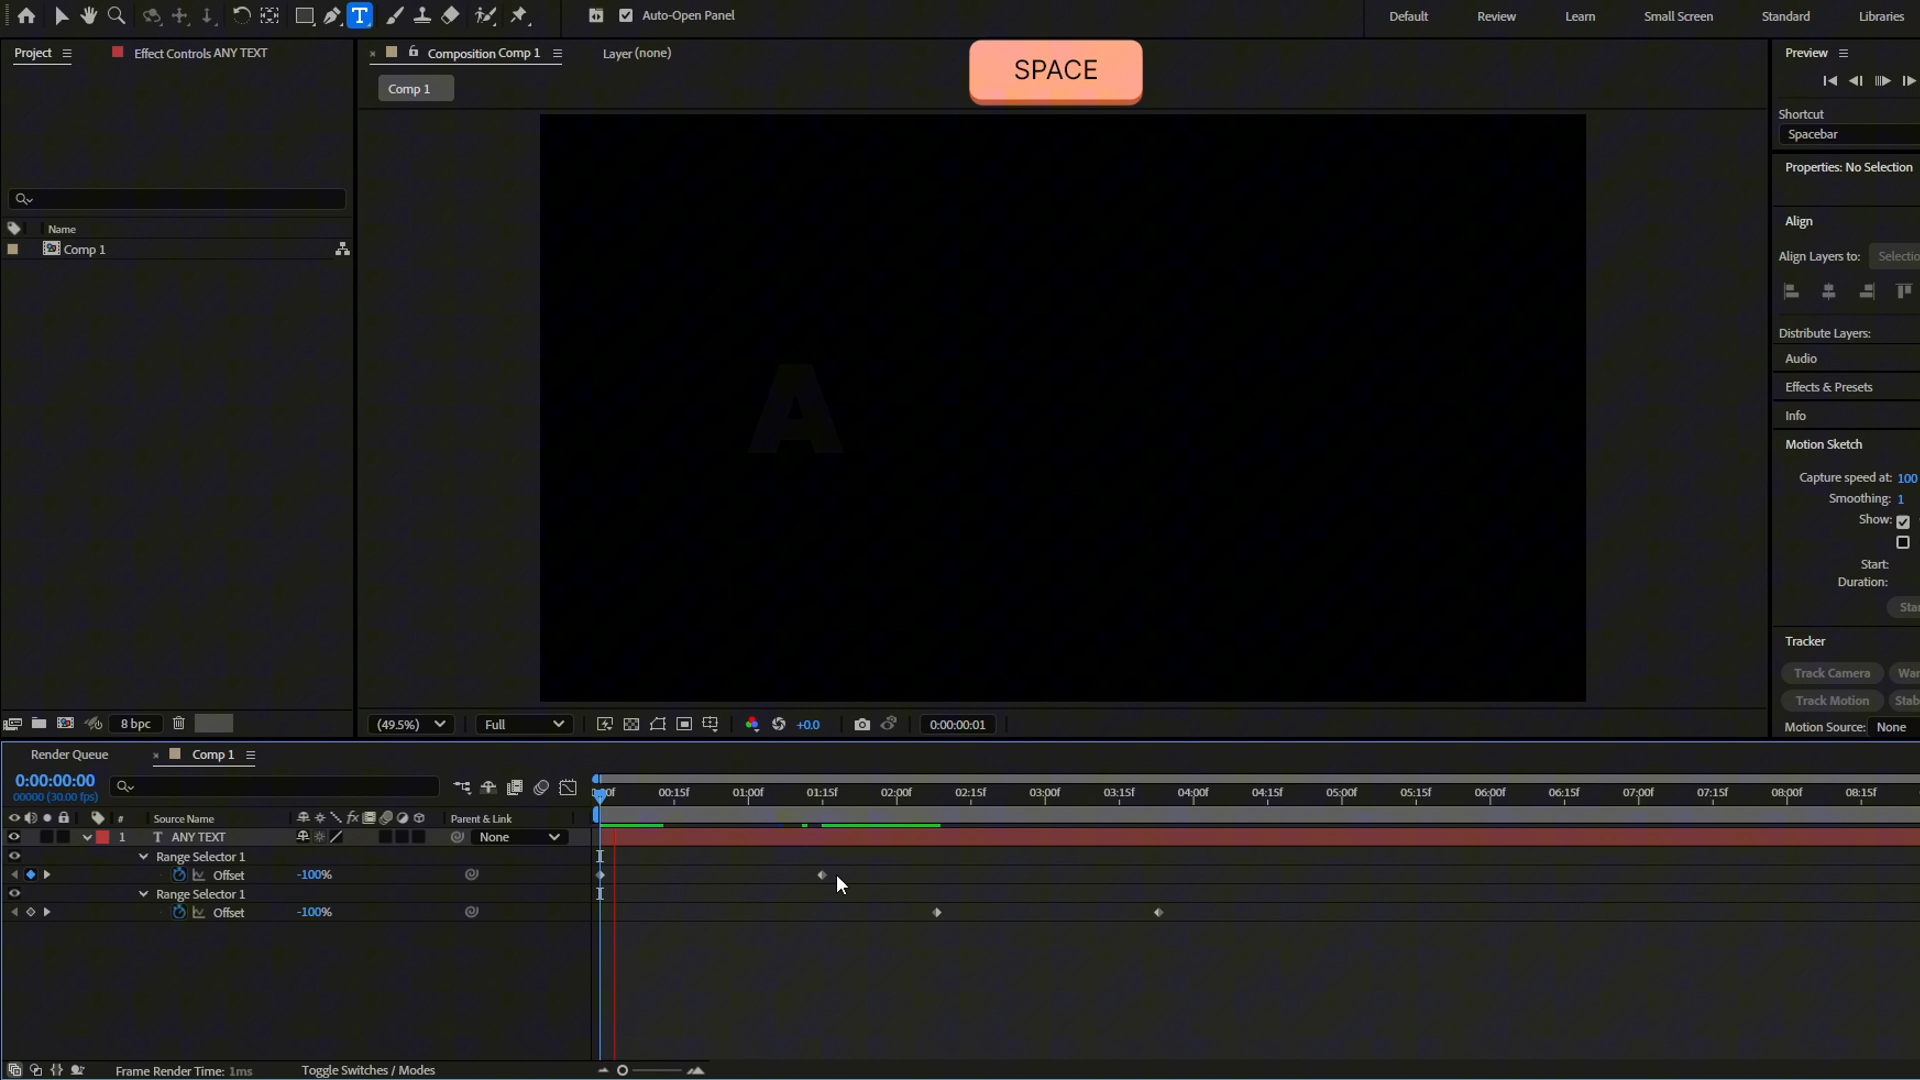 T Auto-Open Panel Default Review Learn Small Screen Standard Libraries
Project Effect Controls ANY TEXT × Composition Comp 1 Layer (none) Preview
SPACE
Comp 1
Shortcut
Spacebar
Properties: No Selection
Name
Comp 1
Align
Align Layers to: Selectio
Distribute Layers:
Audio
Effects & Presets
Info
A
Motion Sketch
Capture speed at: 100
Smoothing: 1
Show:
Start:
Duration:
Sta
Tracker
Track Camera War
Track Motion Stab
Motion Source: None
8 bpc (49.5%) Full +0.0 0:00:00:01
Render Queue × Comp 1
0:00:00:00
00000 (30.00 fps)
00f 00:15f 01:00f 01:15f 02:00f 02:15f 03:00f 03:15f 04:00f 04:15f 05:00f 05:15f 06:00f 06:15f 07:00f 07:15f 08:00f 08:15f
# Source Name fx Parent & Link
1 T ANY TEXT None
Range Selector 1
Offset -100%
Range Selector 1
Offset -100%
Frame Render Time: 1ms Toggle Switches / Modes